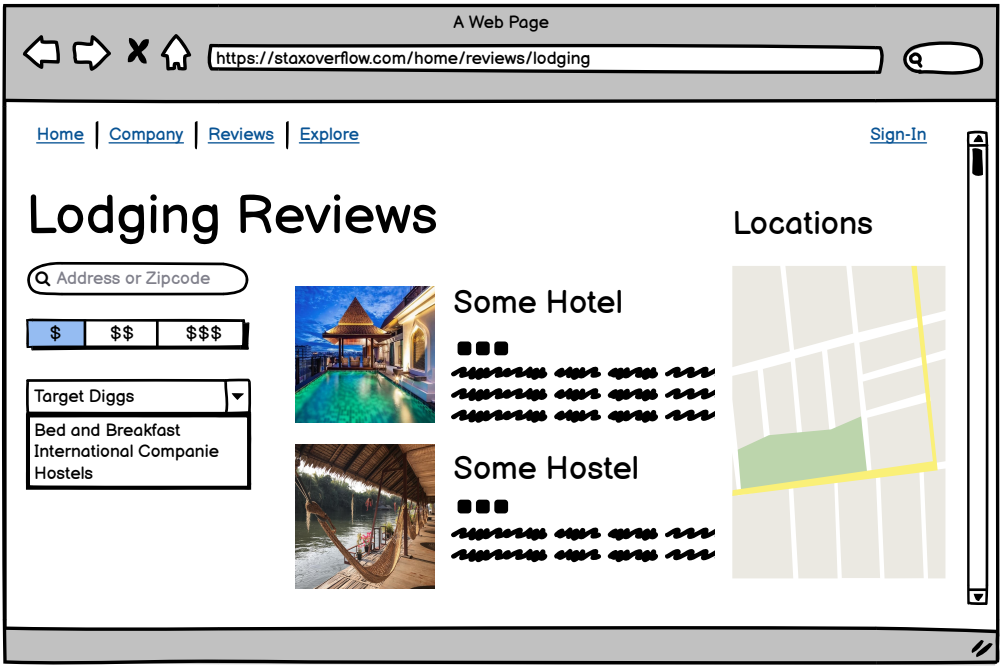 A Web Page
https://staxoverflow.com/home/reviews/lodging
Home Company Reviews Explore
Sign-In
Lodging Reviews
Address or Zipcode
$ $$ $$$
Target Diggs
Bed and Breakfast
International Companie
Hostels
Some Hotel
Some Hostel
Locations